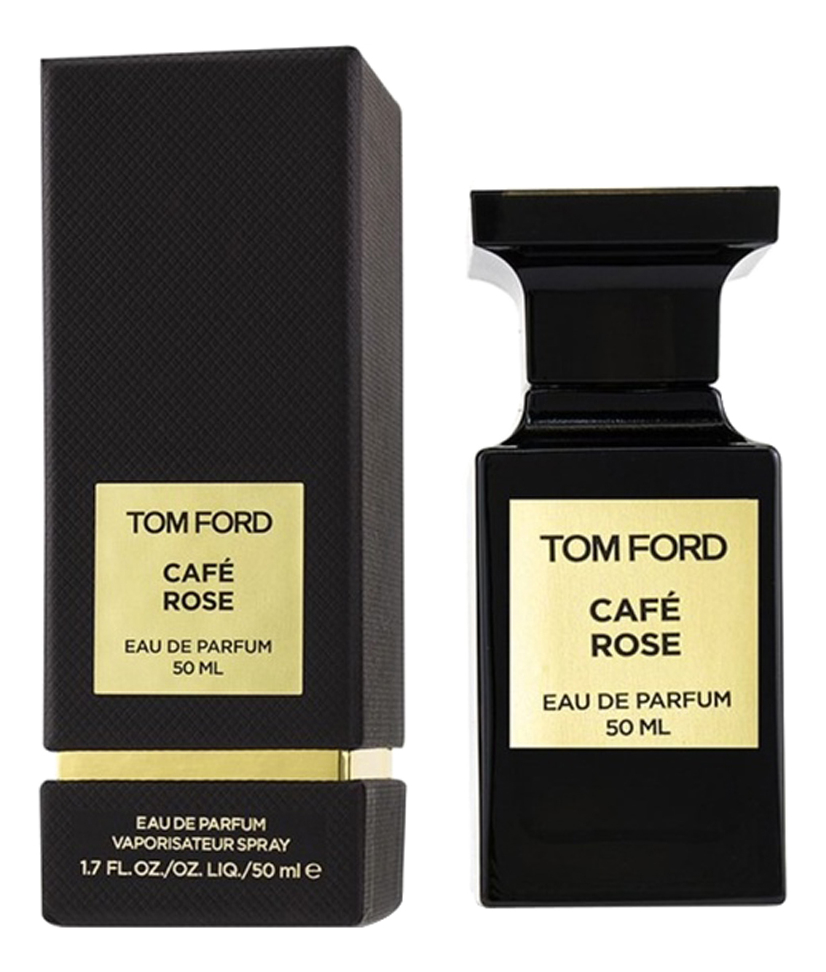 TOM FORD
CAFÉ
ROSE
EAU DE PARFUM
50 ML
EAU DE PARFUM
VAPORISATEUR SPRAY
1.7 FL. OZ./OZ. LIQ./50 ml ℮
TOM FORD
CAFÉ
ROSE
EAU DE PARFUM
50 ML